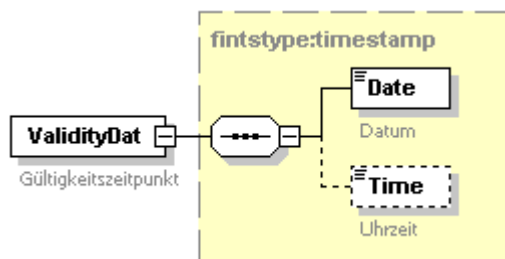 fintstype:timestamp
Date
Datum
ValidityDat
Gültigkeitszeitpunkt
Time
Uhrzeit